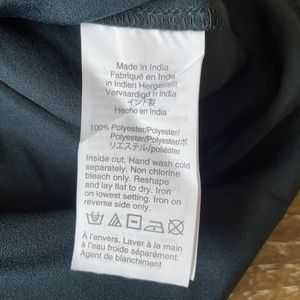 Made in India
Fabriqué en Inde
in Indien Hergestellt
Vervaardigd in India
インド製
Hecho en India
100% Polyester/Polyester/
Polyester/Polyester/ポ
リエステル/poliéster
Inside out. Hand wash cold
separately. Non chlorine
bleach only. Reshape
and lay flat to dry. Iron
on lowest setting. Iron on
reverse side only.
À l'envers. Laver à la main
à l'eau froide séparément.
Agent de blanchiment